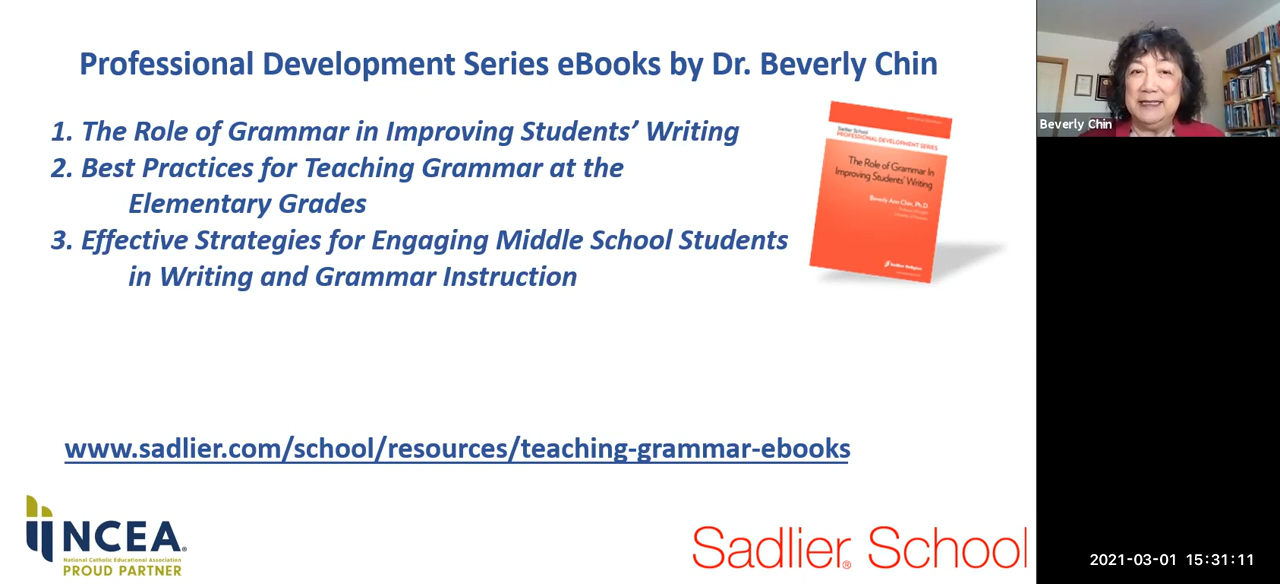 Professional Development Series eBooks by Dr. Beverly Chin
1. The Role of Grammar in Improving Students' Writing
2. Best Practices for Teaching Grammar at the
Elementary Grades
3. Effective Strategies for Engaging Middle School Students
in Writing and Grammar Instruction
Sadlier School
PROFESSIONAL DEVELOPMENT SERIES
The Role of Grammar In
Improving Students' Writing
Beverly Ann Chin, Ph.D
Sadlier Religion
www.sadlier.com/school/resources/teaching-grammar-ebooks
NCEA®
National Catholic Educational Association
PROUD PARTNER
Sadlier® School
Beverly Chin
2021-03-01 15:31:11